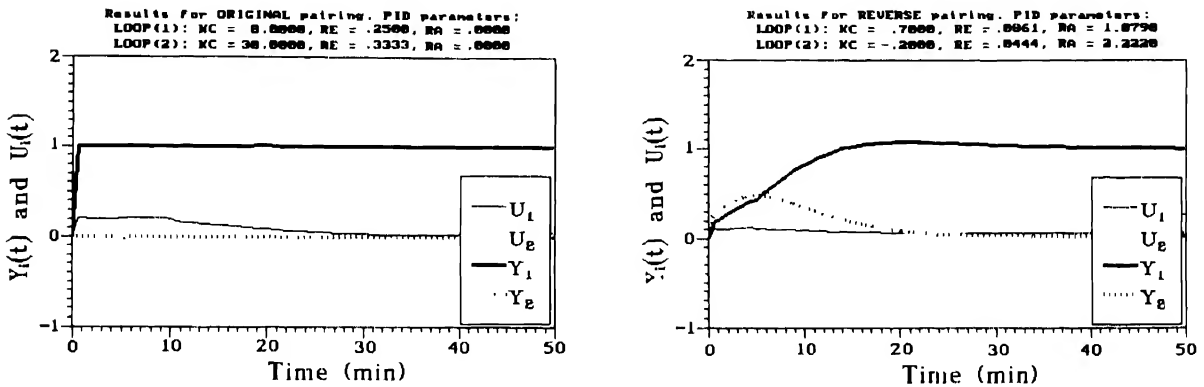 Results for ORIGINAL pairing. PID parameters:
LOOP(1): KC = 8.0000, RE = .2500, RA = .0000
LOOP(2): KC = 30.0000, RE = .3333, RA = .0000
2
1
0
-1
Yi(t) and Ui(t)
U1
U2
Y1
Y2
0 10 20 30 40 50
Time (min)
Results for REVERSE pairing. PID parameters:
LOOP(1): KC = .7000, RE = .0861, RA = 1.0790
LOOP(2): KC = -.2000, RE = .0444, RA = 2.2220
2
1
0
-1
Yi(t) and Ui(t)
U1
U2
Y1
Y2
0 10 20 30 40 50
Time (min)